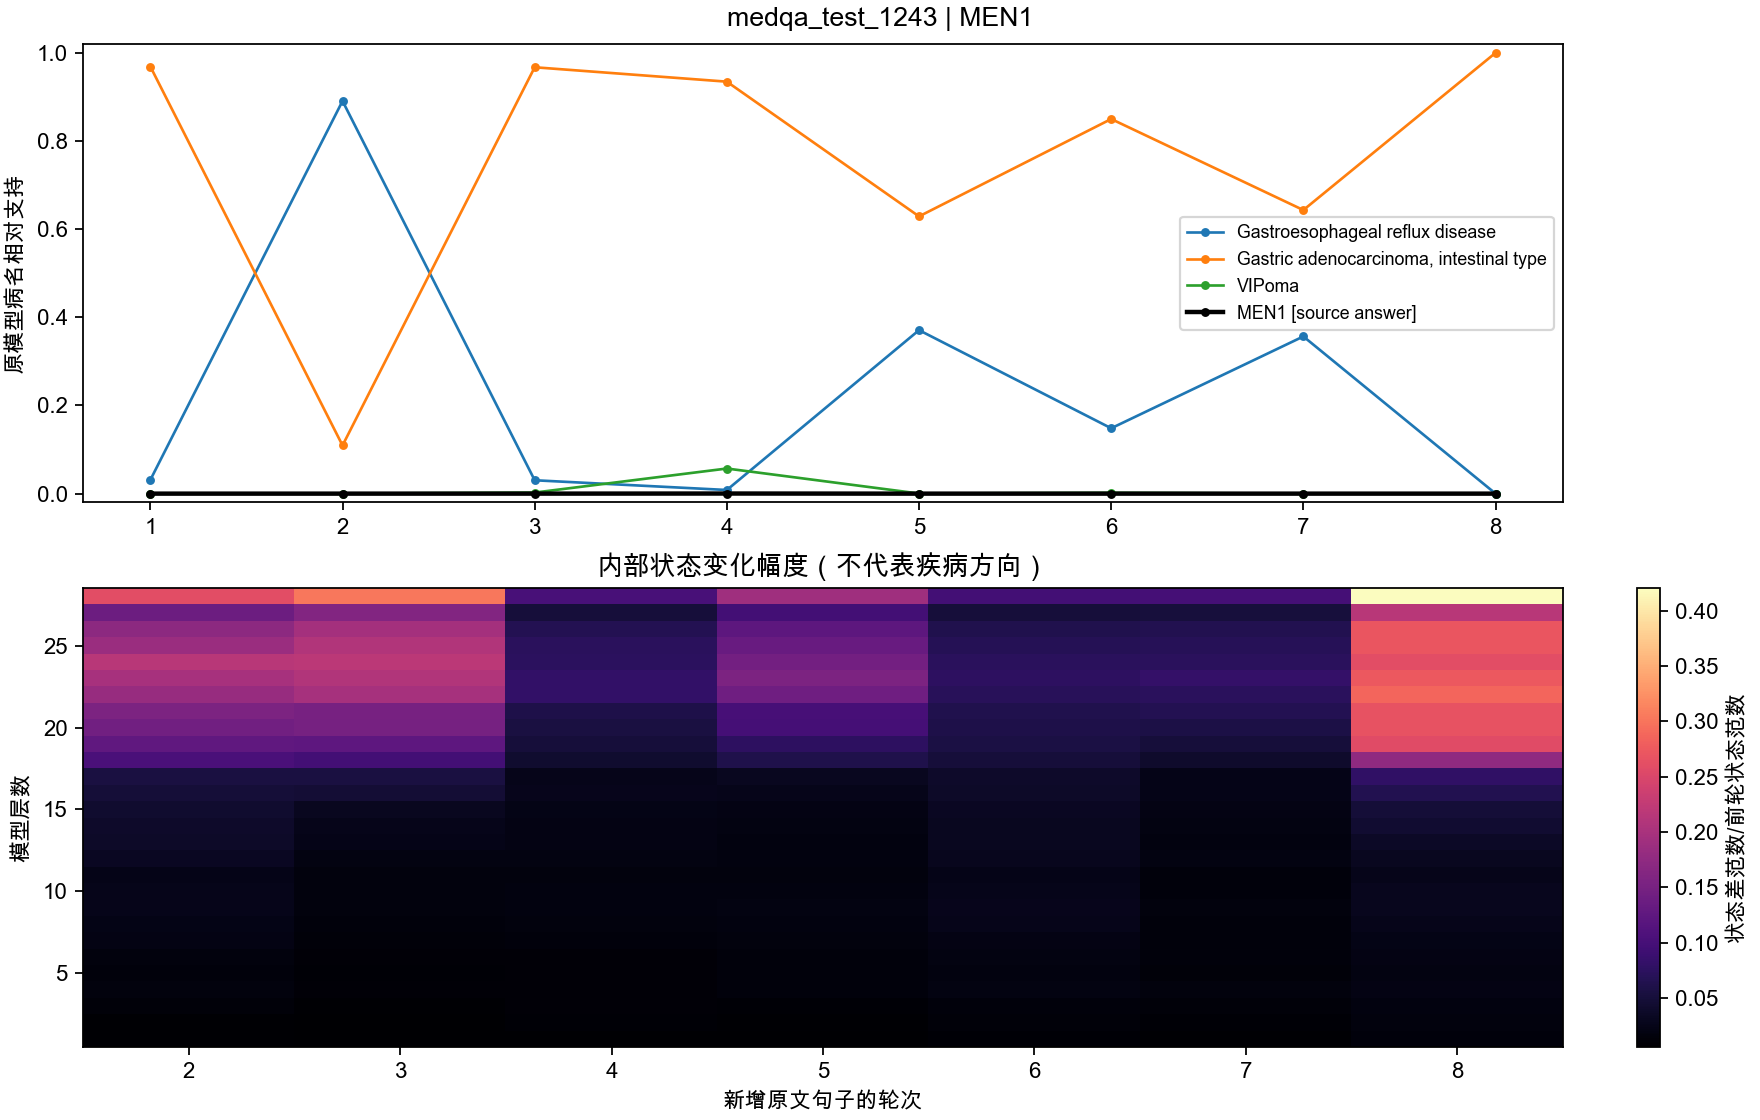 medqa_test_1243 | MEN1
原模型病名相对支持
1.0
0.8
0.6
0.4
0.2
0.0
Gastroesophageal reflux disease
Gastric adenocarcinoma, intestinal type
VIPoma
MEN1 [source answer]
1 2 3 4 5 6 7 8
内部状态变化幅度（不代表疾病方向）
模型层数
25
20
15
10
5
2 3 4 5 6 7 8
新增原文句子的轮次
0.40
0.35
0.30
0.25
0.20
0.15
0.10
0.05
状态差范数/前轮状态范数